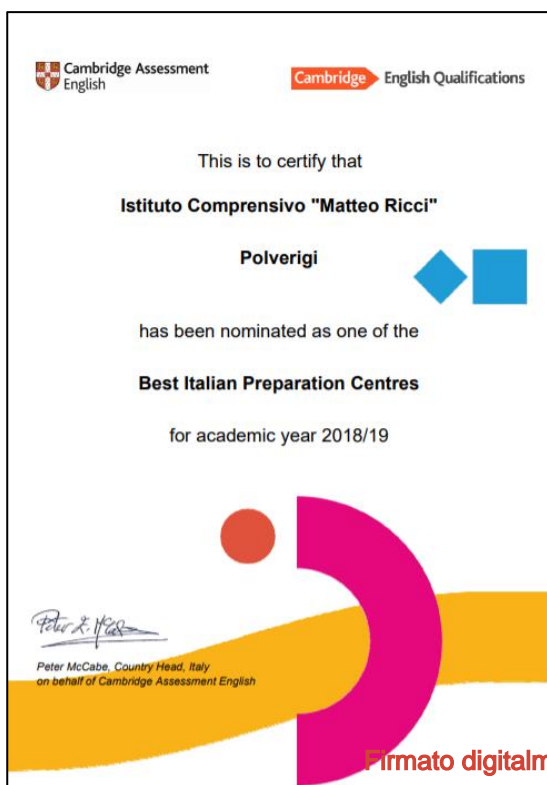 Cambridge Assessment
English
Cambridge English Qualifications
This is to certify that
Istituto Comprensivo "Matteo Ricci"
Polverigi
has been nominated as one of the
Best Italian Preparation Centres
for academic year 2018/19
Peter McCabe, Country Head, Italy
on behalf of Cambridge Assessment English
Firmato digitalm